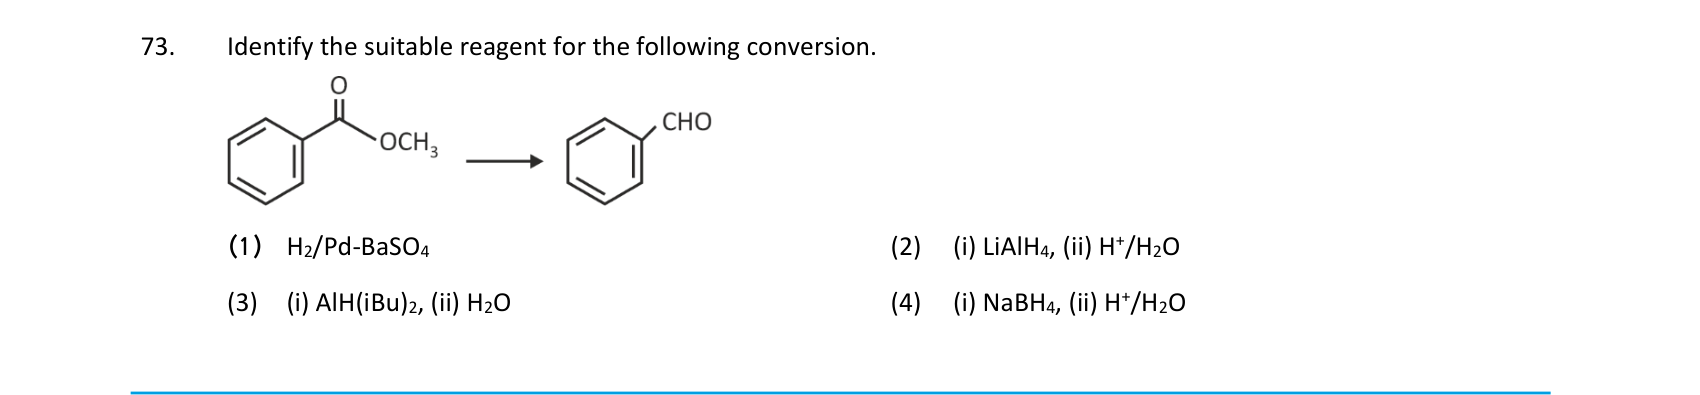 73. Identify the suitable reagent for the following conversion.
O
OCH₃
CHO
(1) H₂/Pd-BaSO₄
(2) (i) LiAlH₄, (ii) H⁺/H₂O
(3) (i) AlH(iBu)₂, (ii) H₂O
(4) (i) NaBH₄, (ii) H⁺/H₂O